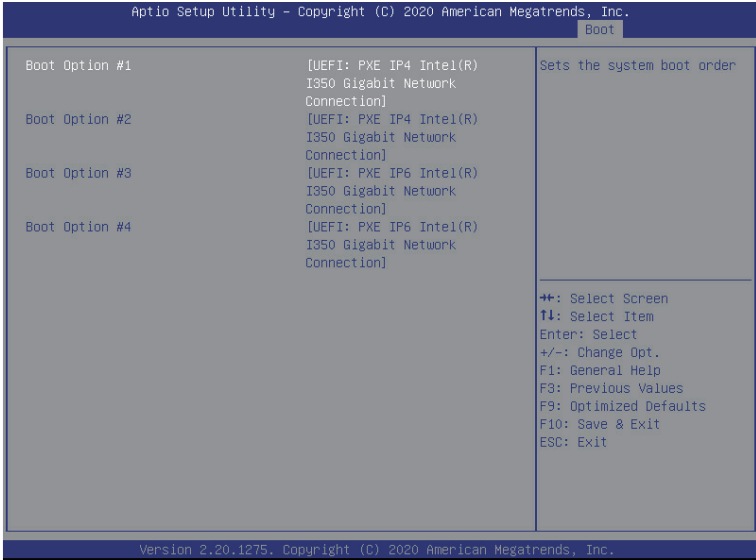 Aptio Setup Utility – Copyright (C) 2020 American Megatrends, Inc.
Boot
Boot Option #1 [UEFI: PXE IP4 Intel(R)
I350 Gigabit Network
Connection]
Boot Option #2 [UEFI: PXE IP4 Intel(R)
I350 Gigabit Network
Connection]
Boot Option #3 [UEFI: PXE IP6 Intel(R)
I350 Gigabit Network
Connection]
Boot Option #4 [UEFI: PXE IP6 Intel(R)
I350 Gigabit Network
Connection]
Sets the system boot order
→←: Select Screen
↑↓: Select Item
Enter: Select
+/-: Change Opt.
F1: General Help
F3: Previous Values
F9: Optimized Defaults
F10: Save & Exit
ESC: Exit
Version 2.20.1275. Copyright (C) 2020 American Megatrends, Inc.